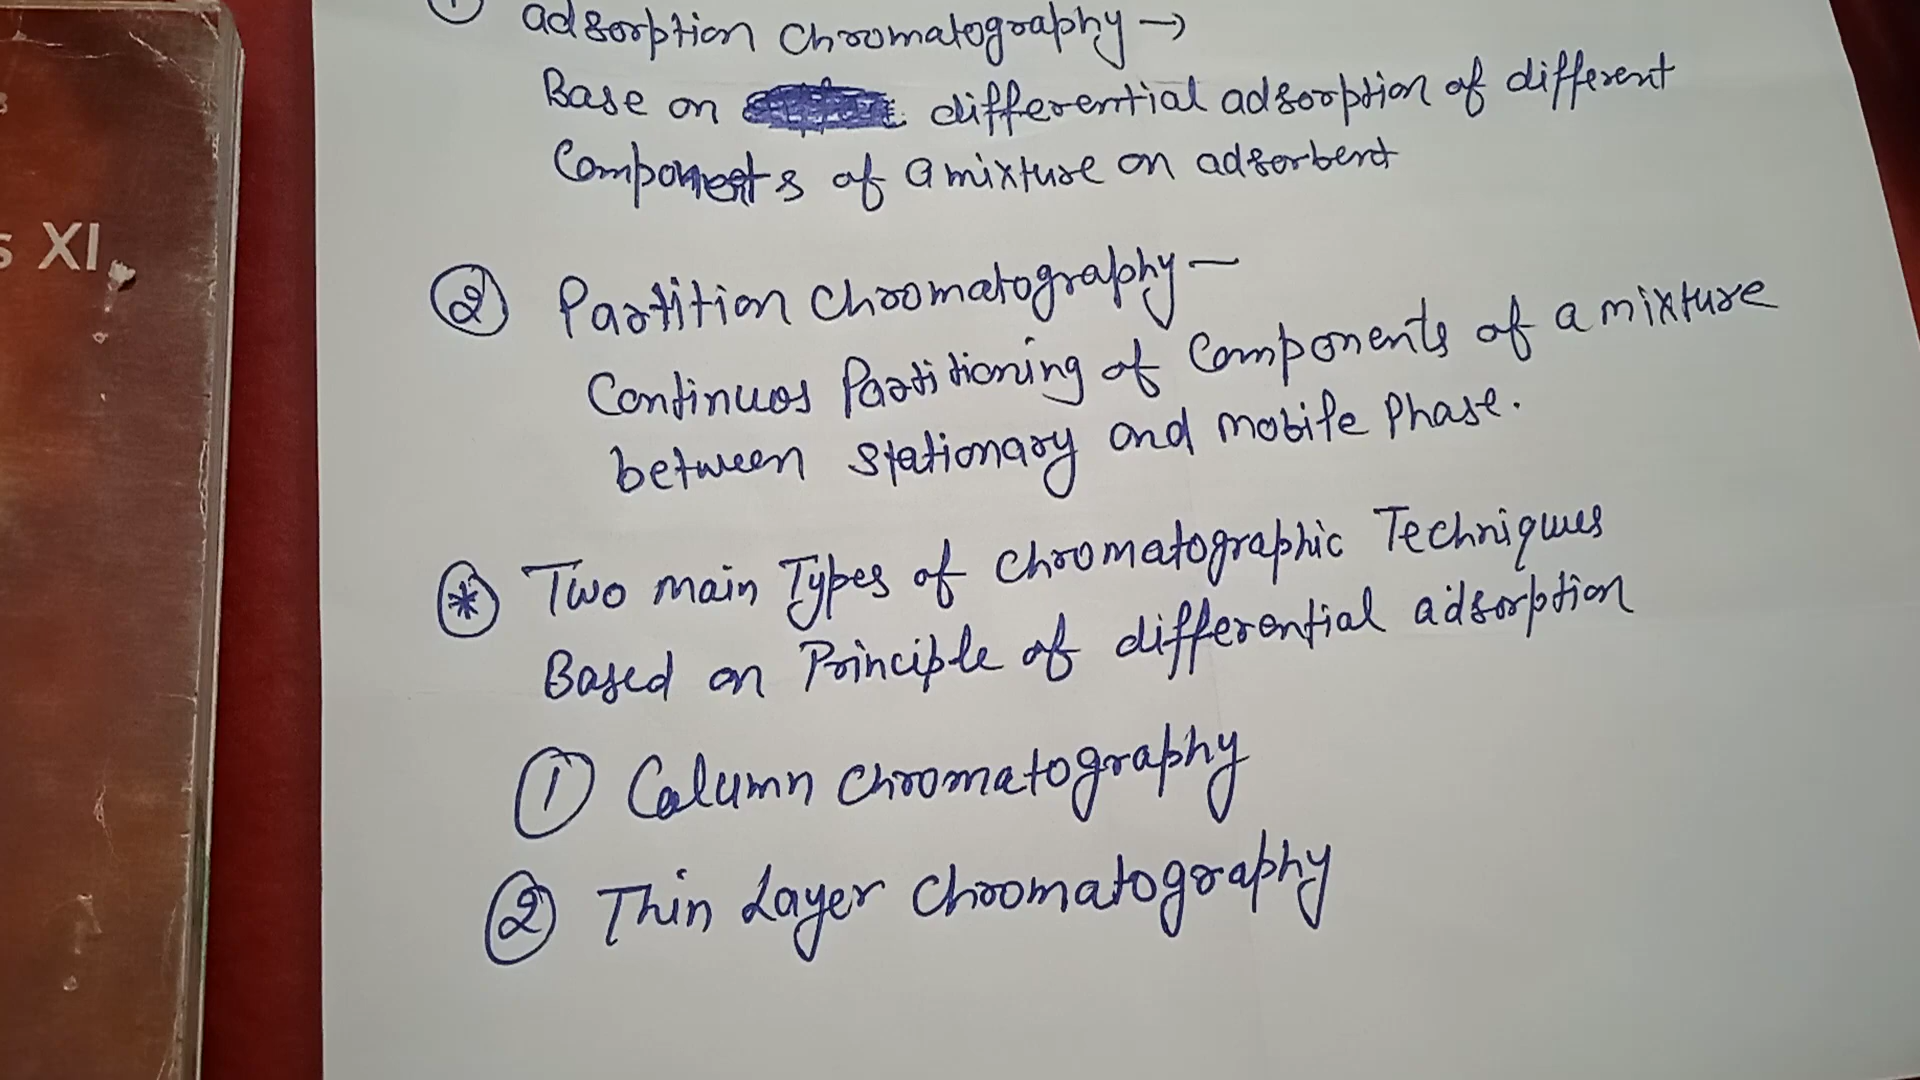 ① adsorption chromatography →
Base on differential adsorption of different
Components of a mixture on adsorbent
② Partition chromatography —
Continuos Partitioning of Components of a mixture
between stationary and mobile Phase.
* Two main Types of chromatographic Techniques
Based on Principle of differential adsorption
① Column chromatography
② Thin Layer chromatography
S XI